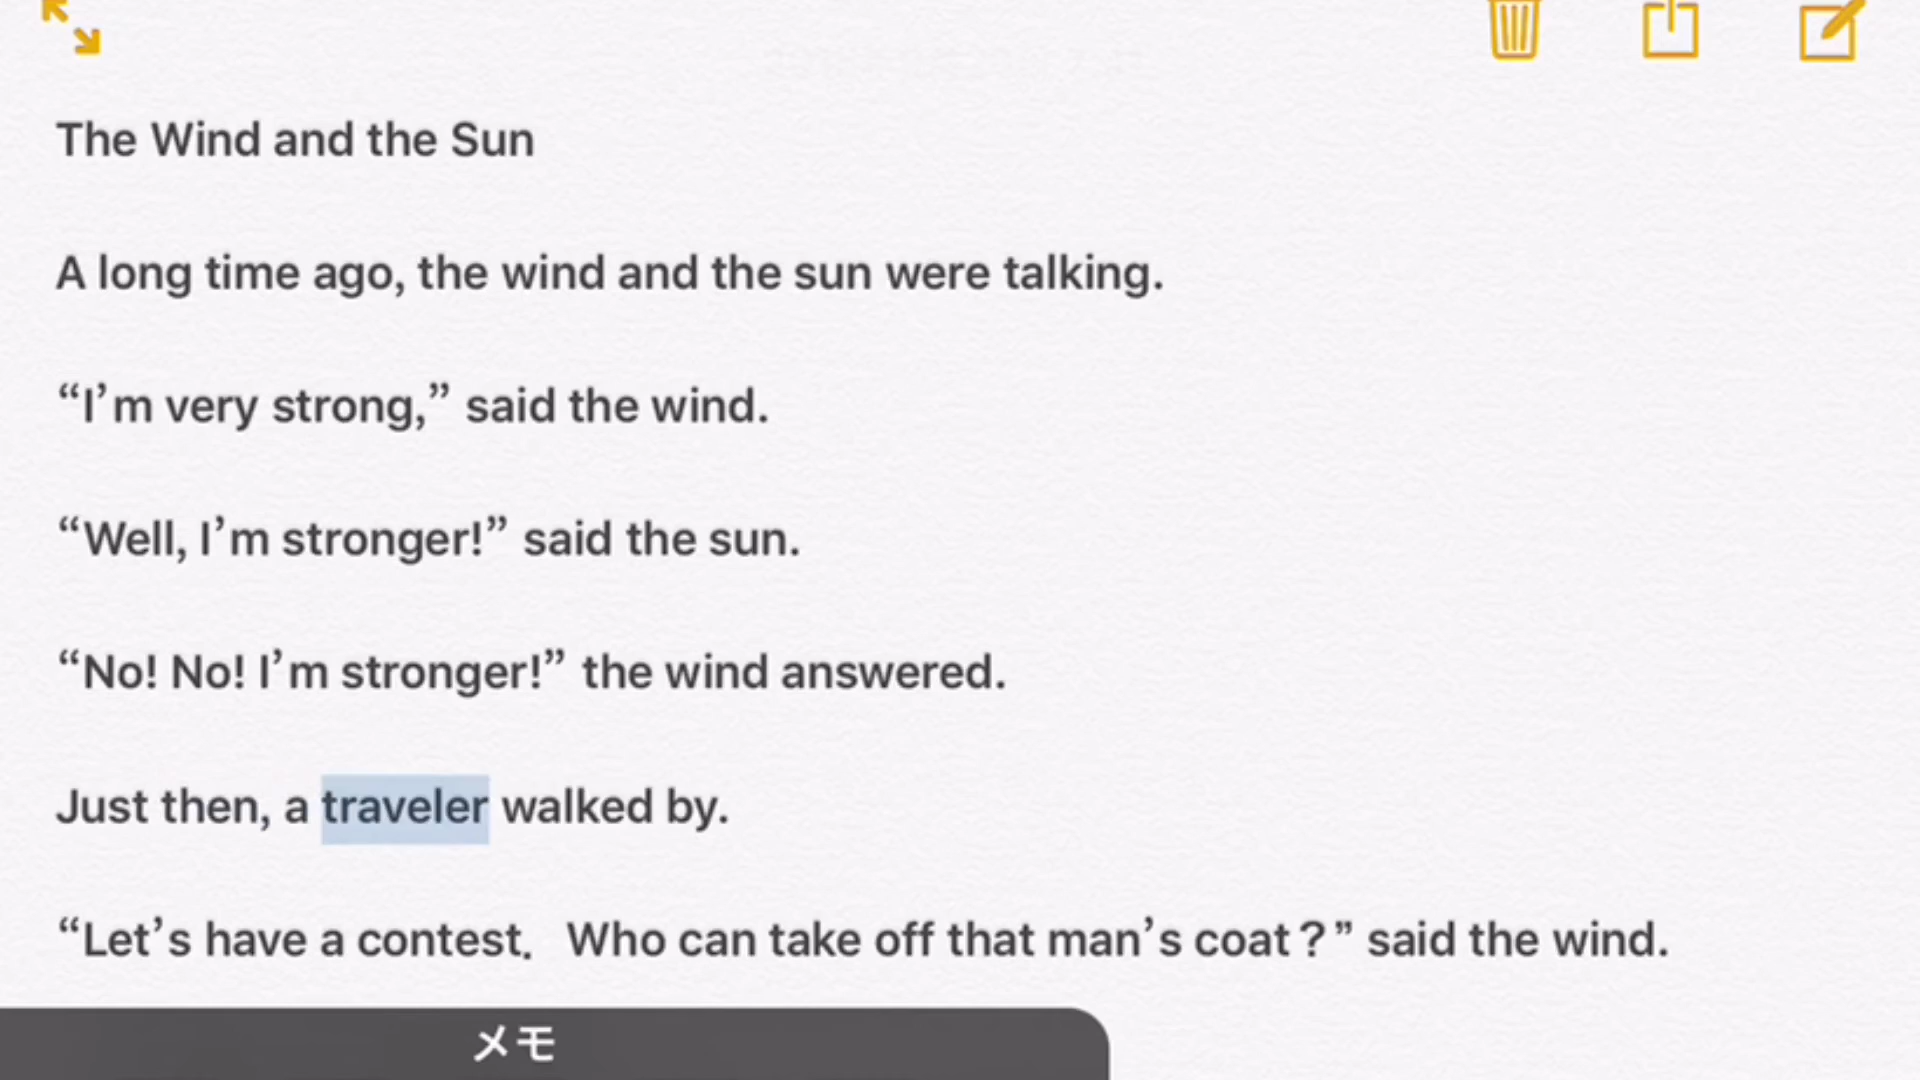 The Wind and the Sun
A long time ago, the wind and the sun were talking.
“I’m very strong,” said the wind.
“Well, I’m stronger!” said the sun.
“No! No! I’m stronger!” the wind answered.
Just then, a traveler walked by.
“Let’s have a contest.  Who can take off that man’s coat？” said the wind.
メモ